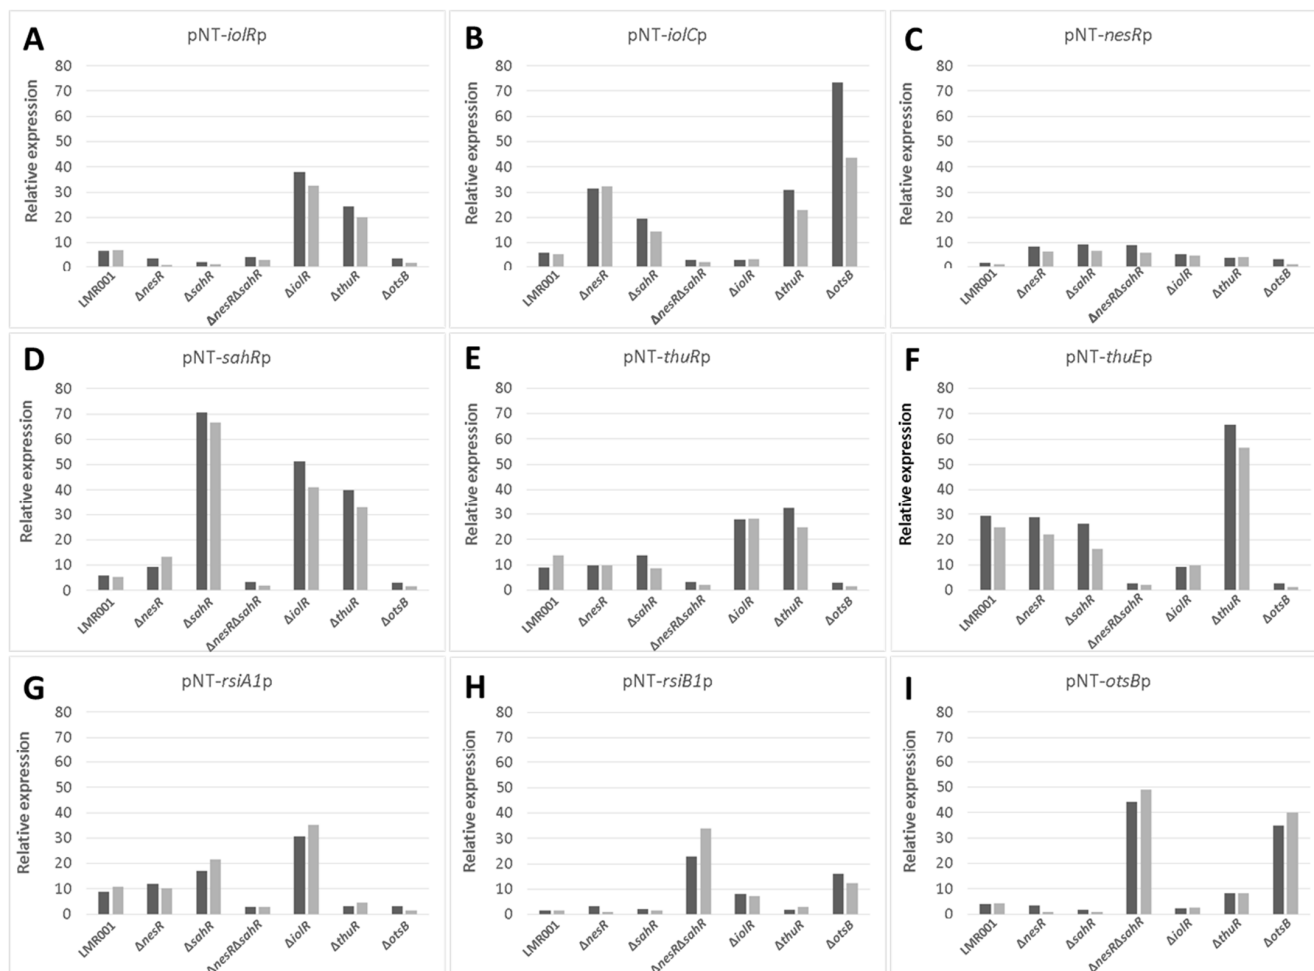 A
pNT-iolRp
Relative expression
80
70
60
50
40
30
20
10
0
LMR001
ΔnesR
ΔsahR
ΔnesRΔsahR
ΔiolR
ΔthuR
ΔotsB
B
pNT-iolCp
Relative expression
80
70
60
50
40
30
20
10
0
LMR001
ΔnesR
ΔsahR
ΔnesRΔsahR
ΔiolR
ΔthuR
ΔotsB
C
pNT-nesRp
Relative expression
80
70
60
50
40
30
20
10
0
LMR001
ΔnesR
ΔsahR
ΔnesRΔsahR
ΔiolR
ΔthuR
ΔotsB
D
pNT-sahRp
Relative expression
80
70
60
50
40
30
20
10
0
LMR001
ΔnesR
ΔsahR
ΔnesRΔsahR
ΔiolR
ΔthuR
ΔotsB
E
pNT-thuRp
Relative expression
80
70
60
50
40
30
20
10
0
LMR001
ΔnesR
ΔsahR
ΔnesRΔsahR
ΔiolR
ΔthuR
ΔotsB
F
pNT-thuEp
Relative expression
80
70
60
50
40
30
20
10
0
LMR001
ΔnesR
ΔsahR
ΔnesRΔsahR
ΔiolR
ΔthuR
ΔotsB
G
pNT-rsiA1p
Relative expression
80
70
60
50
40
30
20
10
0
LMR001
ΔnesR
ΔsahR
ΔnesRΔsahR
ΔiolR
ΔthuR
ΔotsB
H
pNT-rsiB1p
Relative expression
80
70
60
50
40
30
20
10
0
LMR001
ΔnesR
ΔsahR
ΔnesRΔsahR
ΔiolR
ΔthuR
ΔotsB
I
pNT-otsBp
Relative expression
80
70
60
50
40
30
20
10
0
LMR001
ΔnesR
ΔsahR
ΔnesRΔsahR
ΔiolR
ΔthuR
ΔotsB